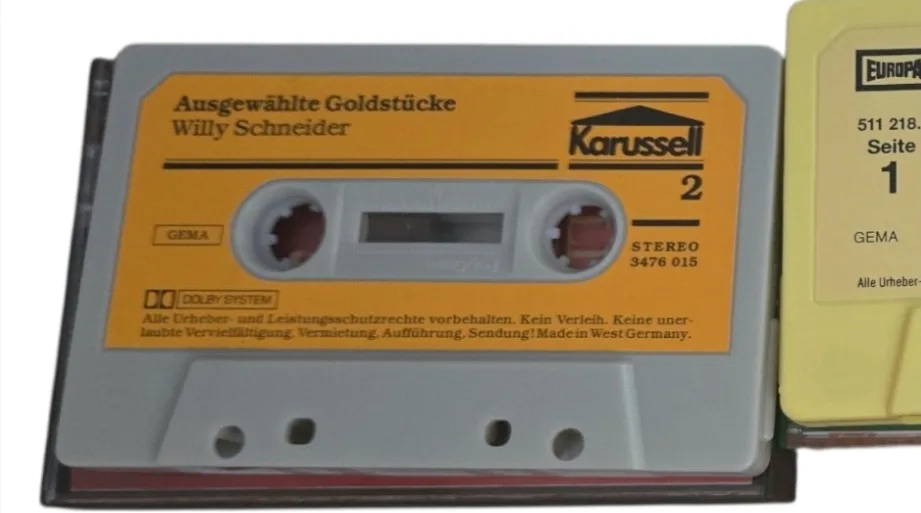 Ausgewählte Goldstücke
Willy Schneider
Karussell
2
GEMA
STEREO
3476 015
DOLBY SYSTEM
Alle Urheber- und Leistungsschutzrechte vorbehalten. Kein Verleih. Keine uner-
laubte Vervielfältigung, Vermietung, Aufführung, Sendung! Made in West Germany.
EUROPA
511 218.
Seite
1
GEMA
Alle Urheber-